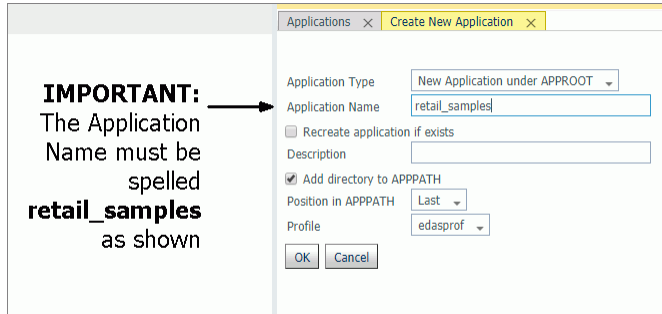 Applications
Create New Application
IMPORTANT:
The Application
Name must be
spelled
retail_samples
as shown
Application Type New Application under APPROOT
Application Name retail_samples
Recreate application if exists
Description
Add directory to APPPATH
Position in APPPATH Last
Profile edasprof
OK Cancel